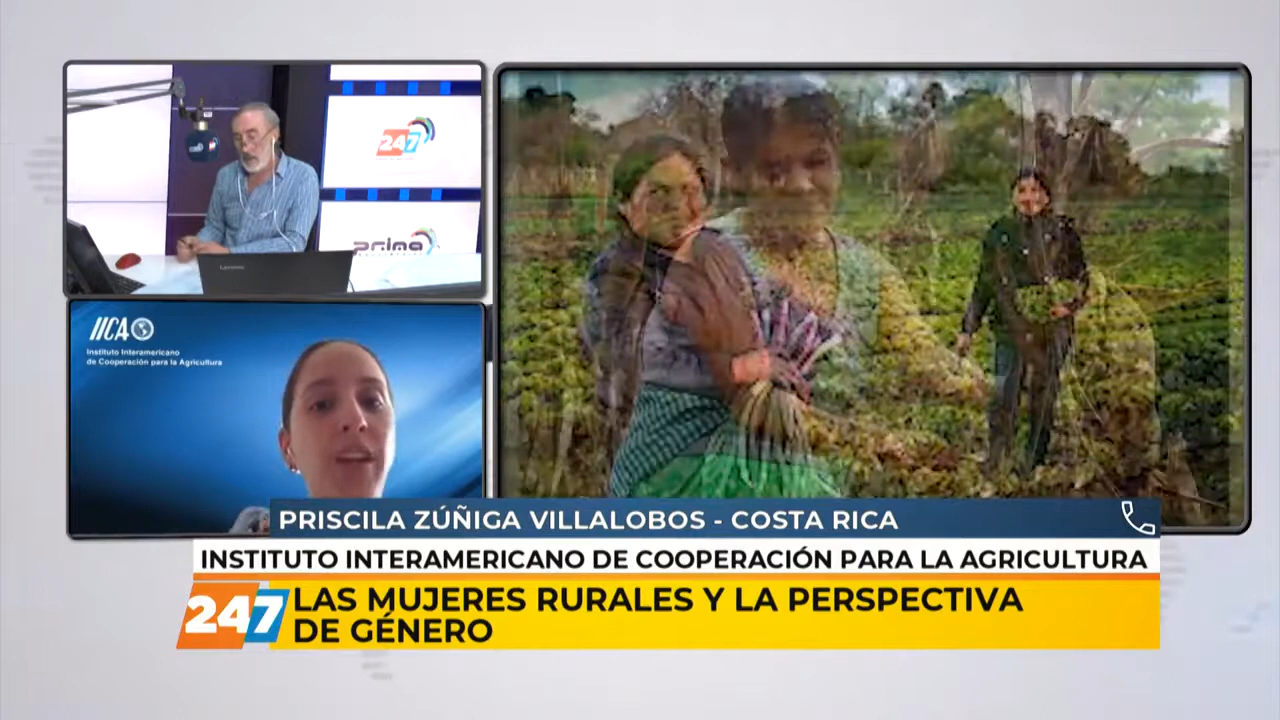 247
prima
IICA
Instituto Interamericano
de Cooperación para la Agricultura
PRISCILA ZÚÑIGA VILLALOBOS - COSTA RICA
INSTITUTO INTERAMERICANO DE COOPERACIÓN PARA LA AGRICULTURA
247
LAS MUJERES RURALES Y LA PERSPECTIVA
DE GÉNERO